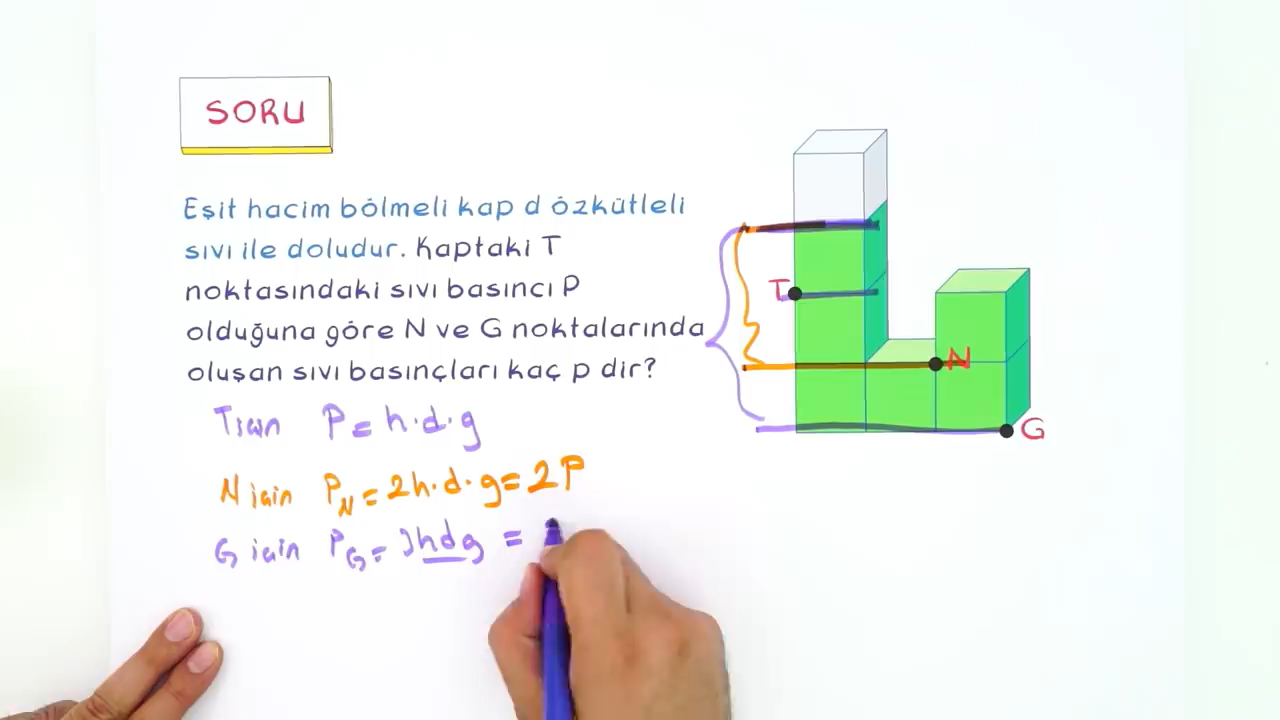 SORU
Eşit hacim bölmeli kap d özkütleli
sıvı ile doludur. Kaptaki T
noktasındaki sıvı basıncı P
olduğuna göre N ve G noktalarında
oluşan sıvı basınçları kaç p dir?
T
N
G
P = h.d.g
N için P_N = 2h.d.g = 2P
G için P_G = 3hdg =